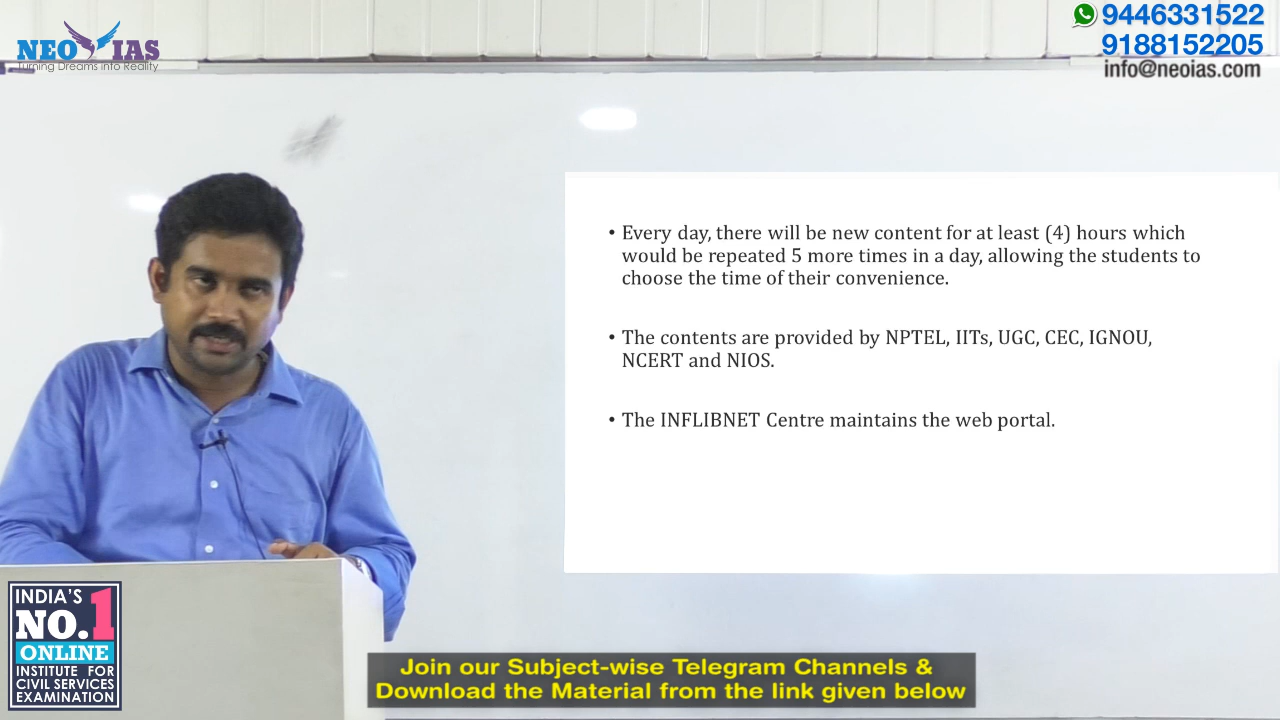 NEO IAS
Turning Dreams into Reality
9446331522
9188152205
info@neoias.com
• Every day, there will be new content for at least (4) hours which
would be repeated 5 more times in a day, allowing the students to
choose the time of their convenience.
• The contents are provided by NPTEL, IITs, UGC, CEC, IGNOU,
NCERT and NIOS.
• The INFLIBNET Centre maintains the web portal.
INDIA'S
NO.1
ONLINE
INSTITUTE FOR
CIVIL SERVICES
EXAMINATION
Join our Subject-wise Telegram Channels &
Download the Material from the link given below